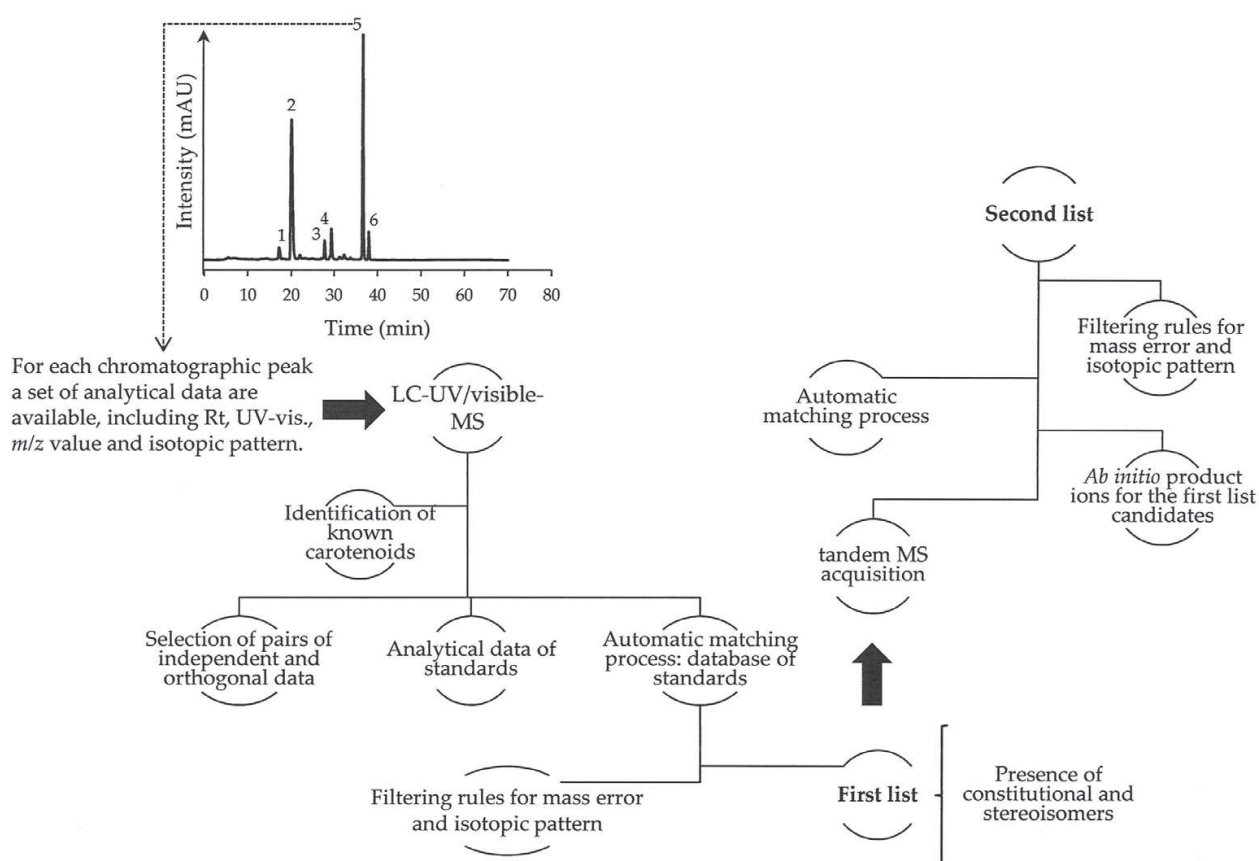 5
2
1
3
4
6
Intensity (mAU)
0 10 20 30 40 50 60 70 80
Time (min)
For each chromatographic peak
a set of analytical data are
available, including Rt, UV-vis.,
m/z value and isotopic pattern.
LC-UV/visible-
MS
Identification of
known
carotenoids
Selection of pairs of
independent and
orthogonal data
Analytical data of
standards
Automatic matching
process: database of
standards
Filtering rules for mass error
and isotopic pattern
First list
Presence of
constitutional and
stereoisomers
tandem MS
acquisition
Second list
Filtering rules for
mass error and
isotopic pattern
Automatic
matching process
Ab initio product
ions for the first list
candidates